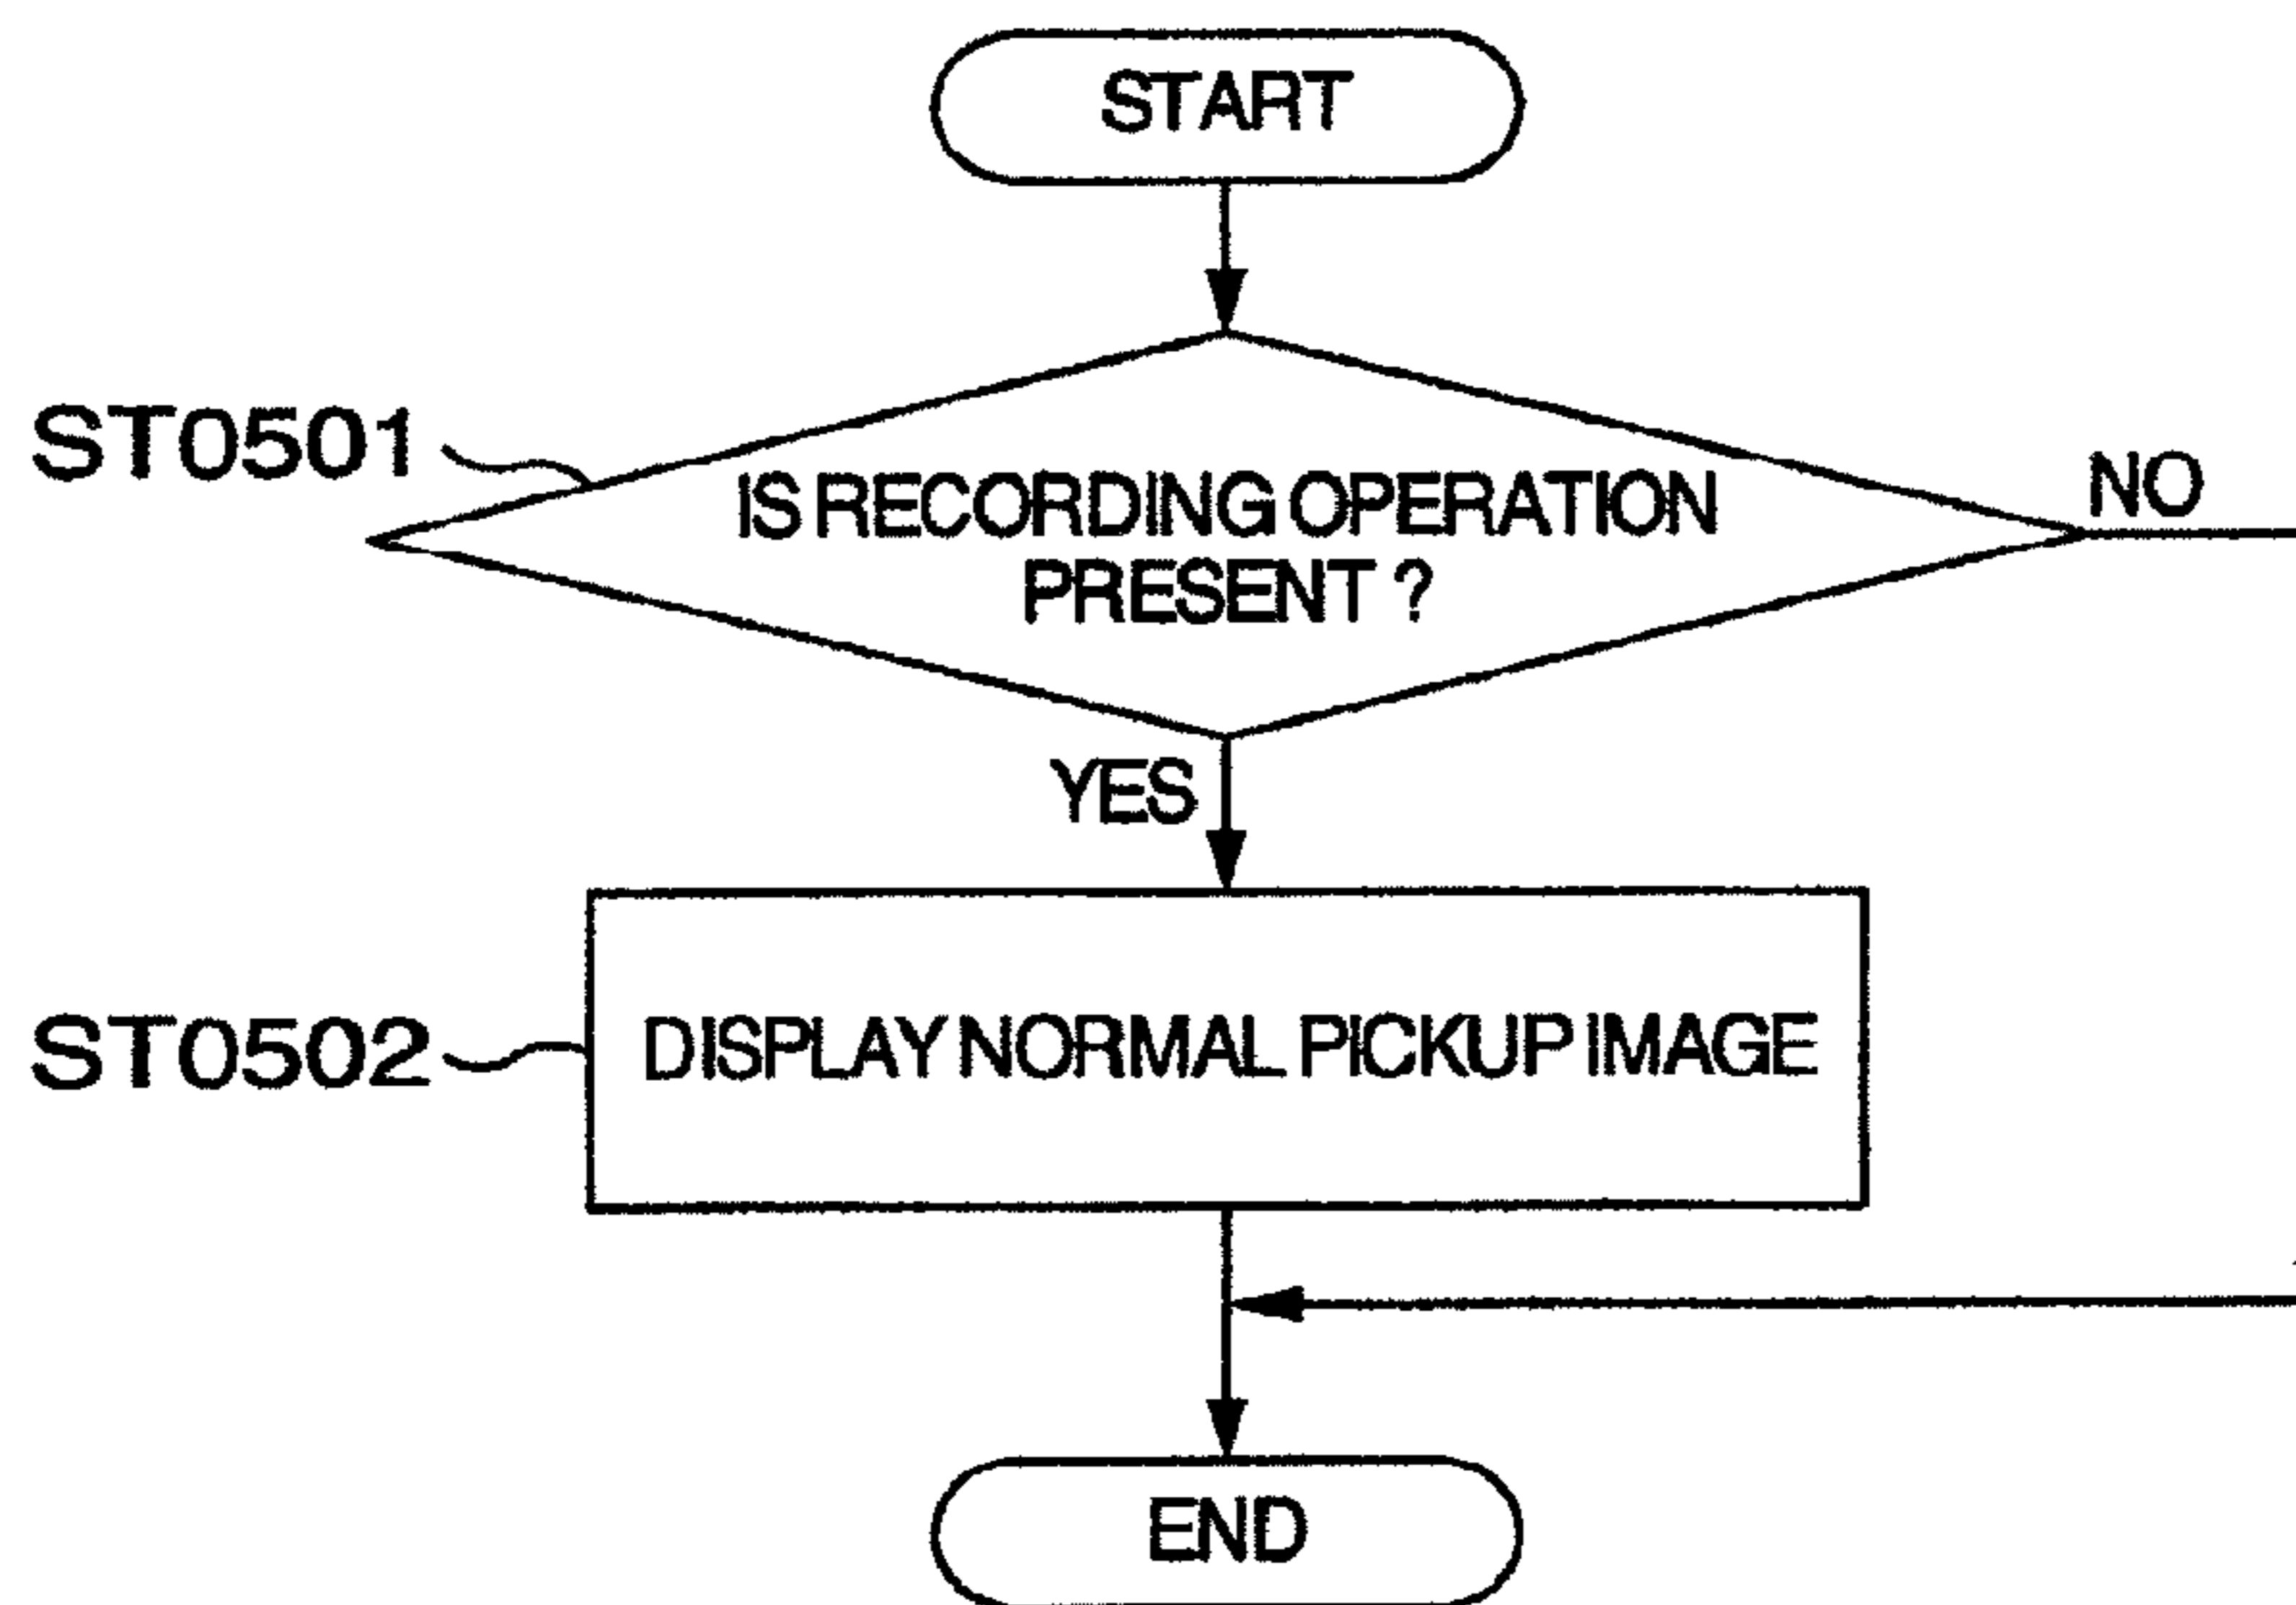 START
ST0501
IS RECORDING OPERATION
PRESENT ?
NO
YES
ST0502
DISPLAY NORMAL PICKUP IMAGE
END